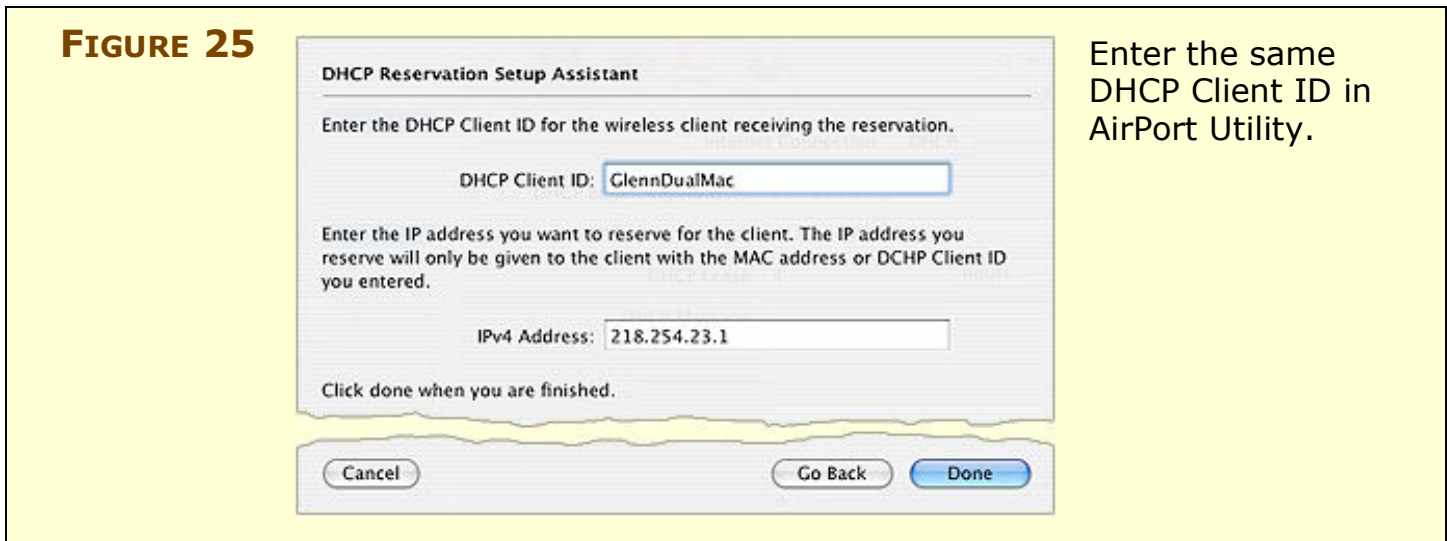 FIGURE 25
DHCP Reservation Setup Assistant
Enter the DHCP Client ID for the wireless client receiving the reservation.
DHCP Client ID: GlennDualMac
Enter the IP address you want to reserve for the client. The IP address you
reserve will only be given to the client with the MAC address or DCHP Client ID
you entered.
IPv4 Address: 218.254.23.1
Click done when you are finished.
Cancel
Go Back
Done
Enter the same
DHCP Client ID in
AirPort Utility.